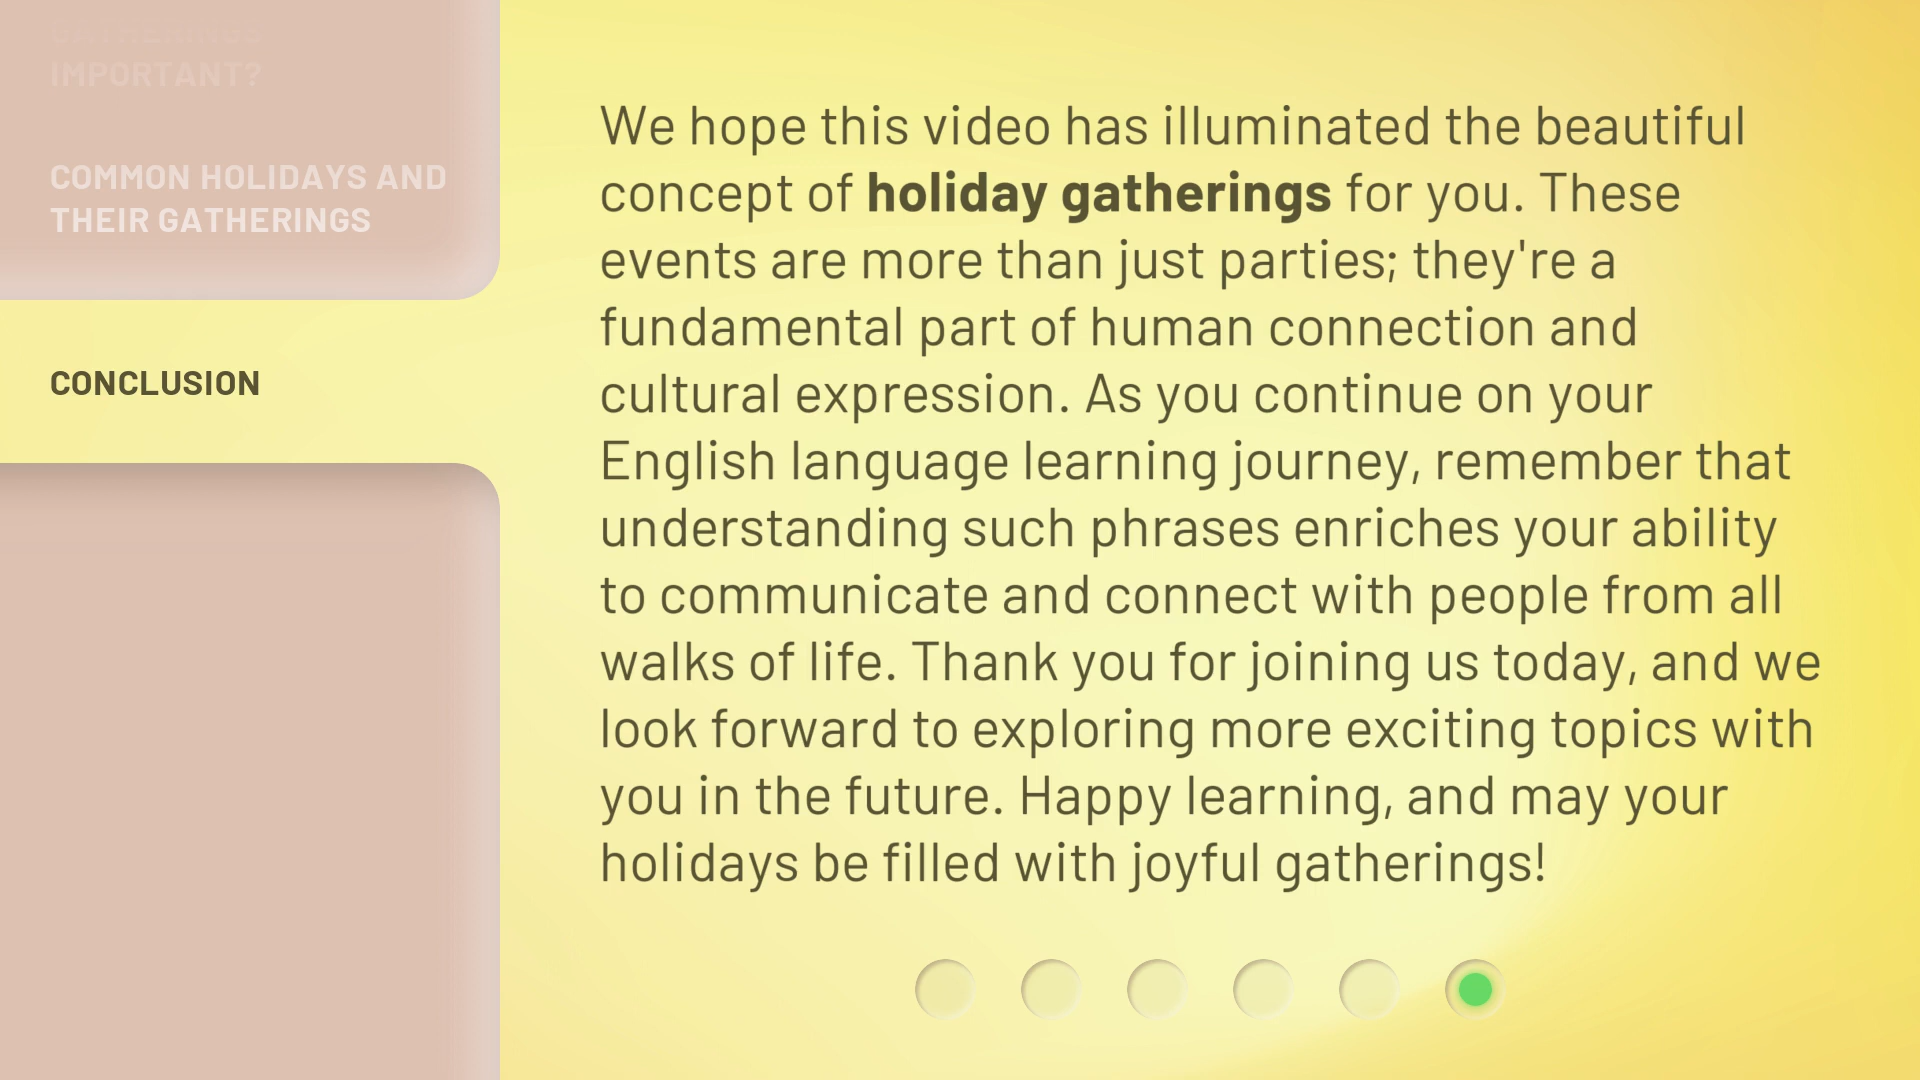 GATHERINGS
IMPORTANT?
COMMON HOLIDAYS AND
THEIR GATHERINGS
CONCLUSION
We hope this video has illuminated the beautiful
concept of holiday gatherings for you. These
events are more than just parties; they're a
fundamental part of human connection and
cultural expression. As you continue on your
English language learning journey, remember that
understanding such phrases enriches your ability
to communicate and connect with people from all
walks of life. Thank you for joining us today, and we
look forward to exploring more exciting topics with
you in the future. Happy learning, and may your
holidays be filled with joyful gatherings!